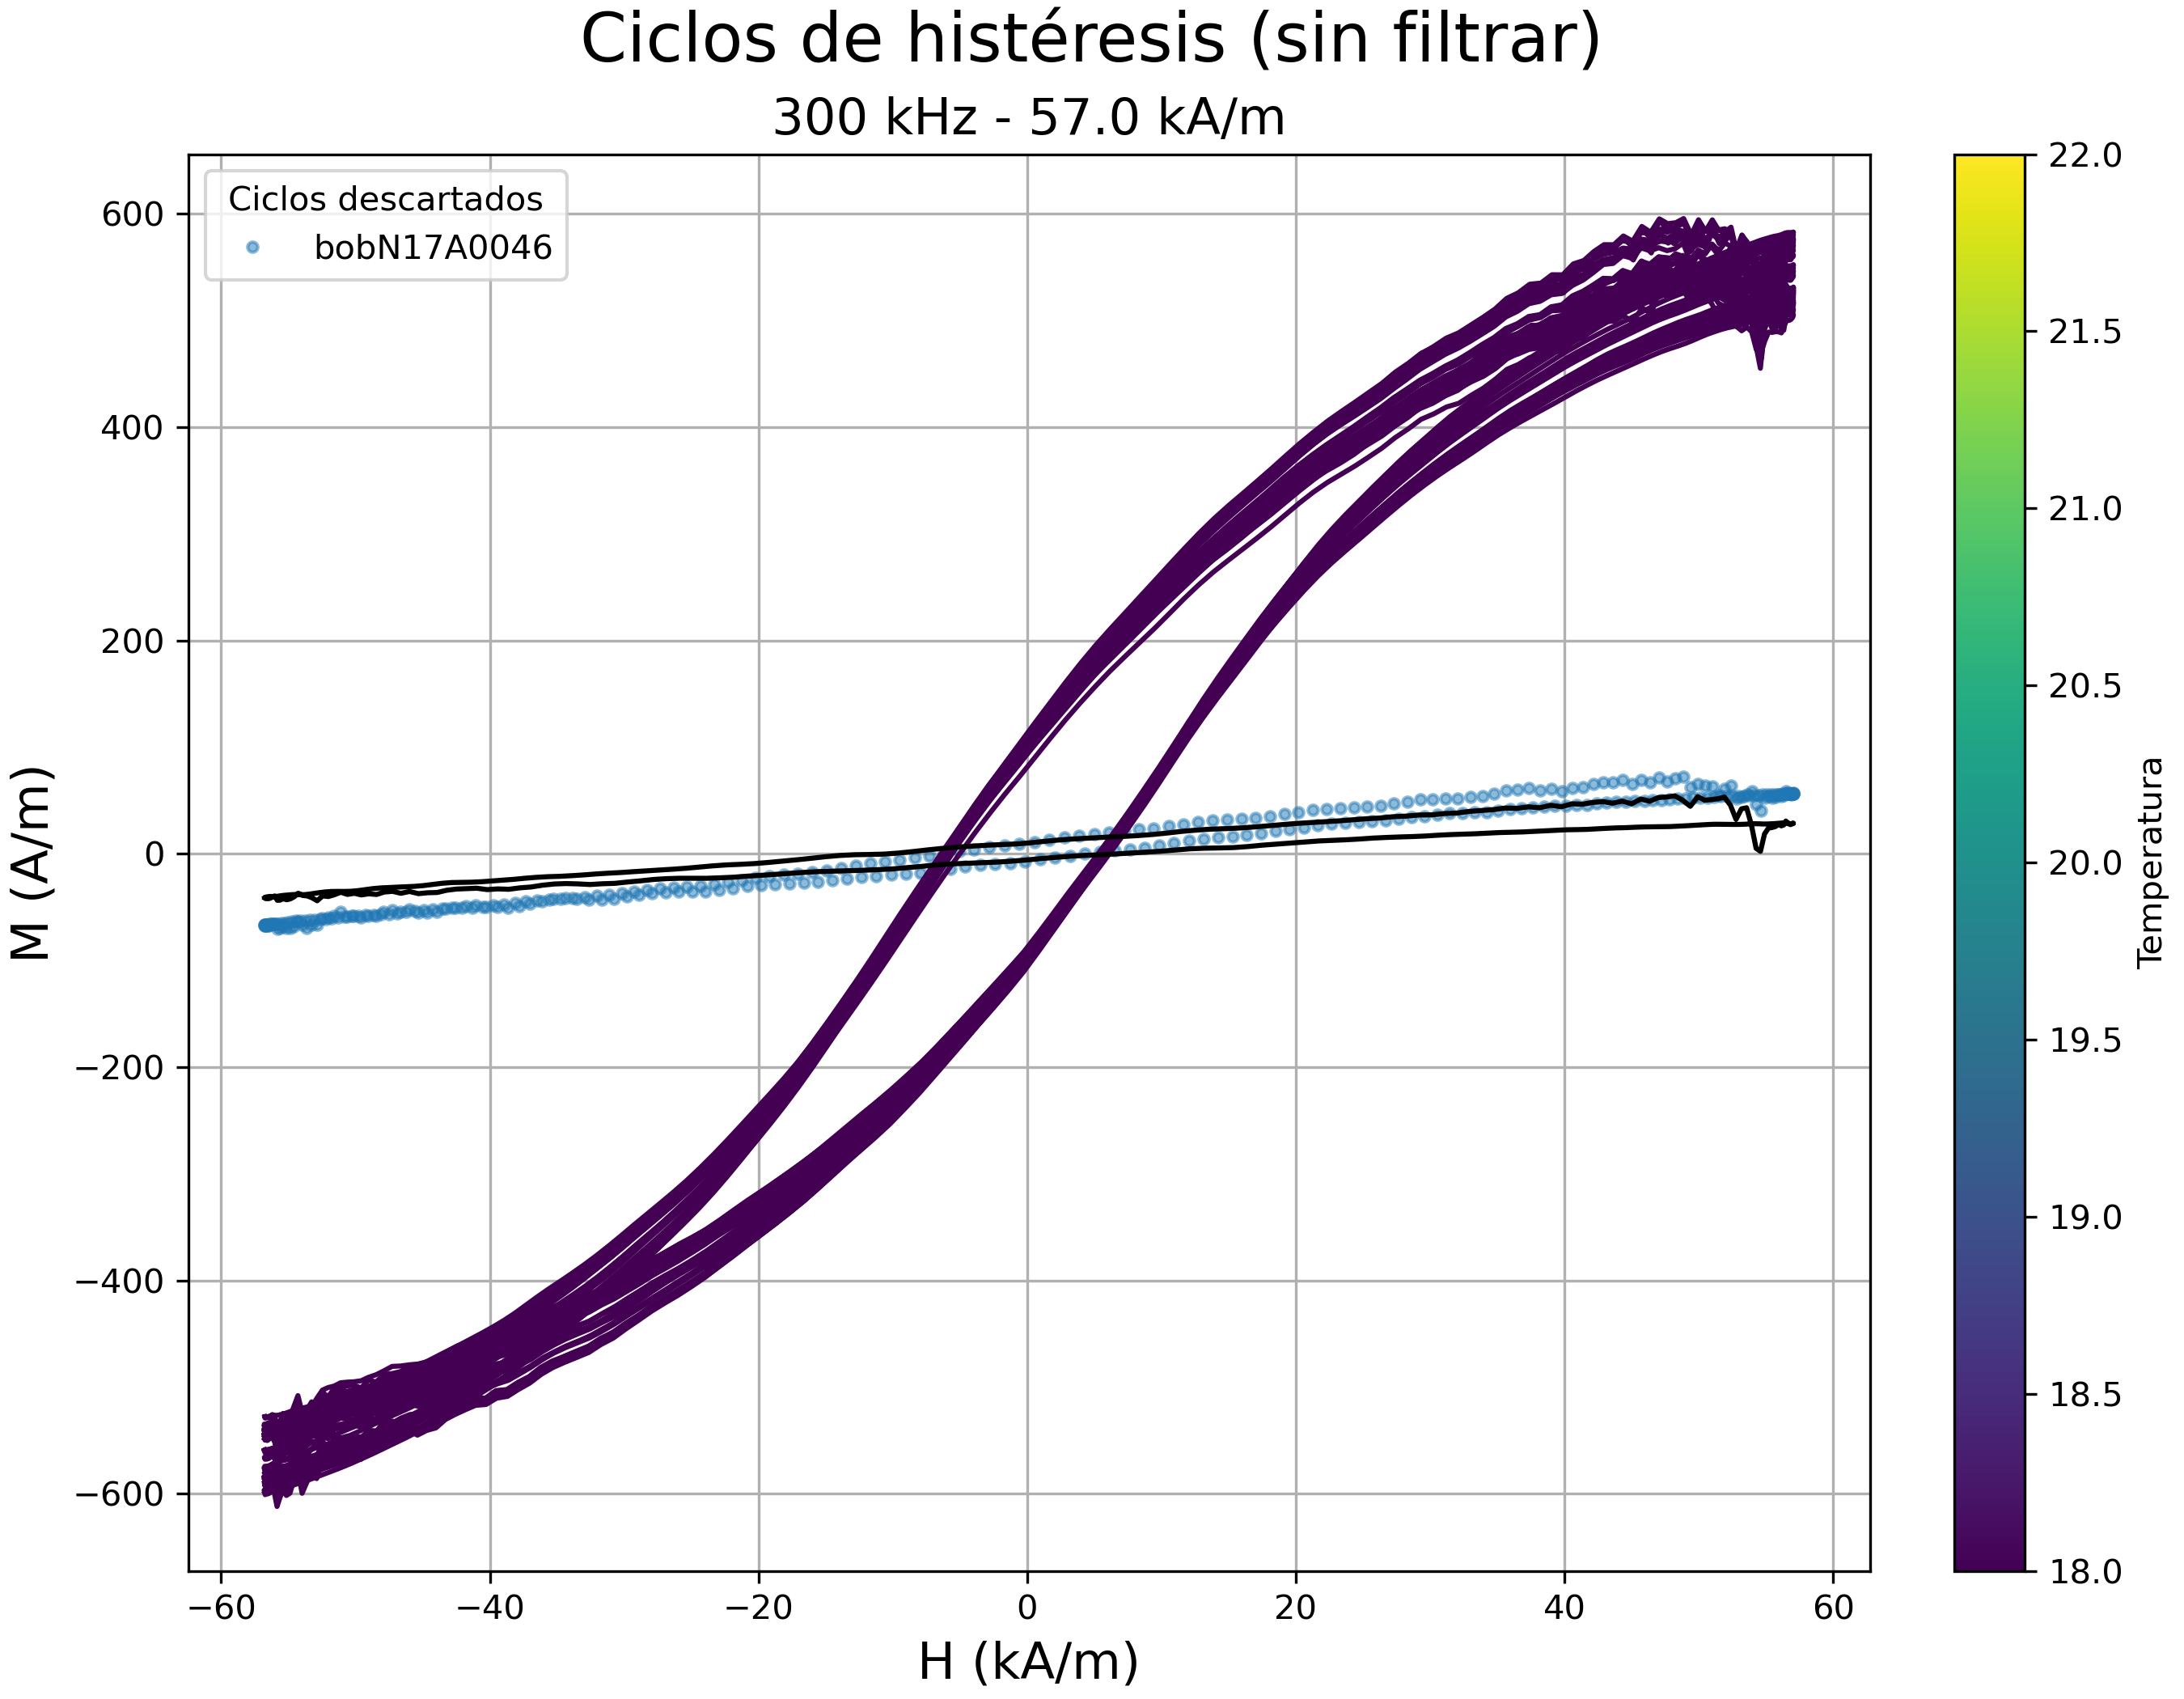 Ciclos de histéresis (sin filtrar)
300 kHz - 57.0 kA/m
Ciclos descartados
bobN17A0046
600
400
200
0
−200
−400
−600
M (A/m)
−60 −40 −20 0 20 40 60
H (kA/m)
22.0
21.5
21.0
20.5
20.0
19.5
19.0
18.5
18.0
Temperatura